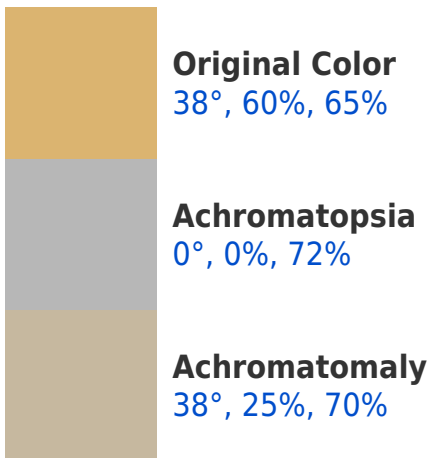 Original Color
38°, 60%, 65%
Achromatopsia
0°, 0%, 72%
Achromatomaly
38°, 25%, 70%